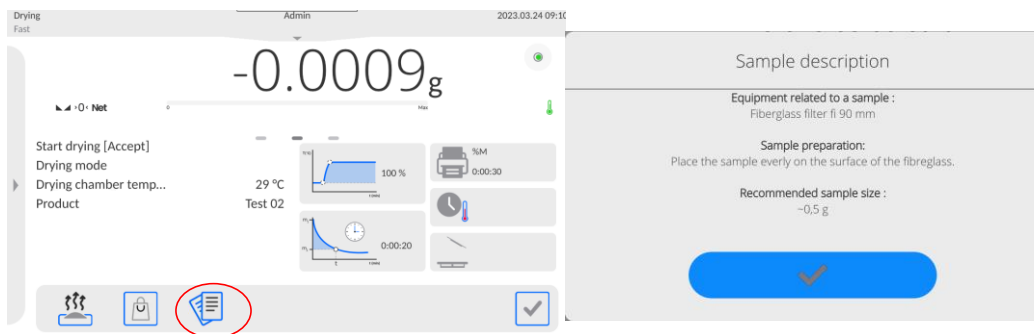 Drying
Fast
Admin
2023.03.24 09:10
-0.0009g
›0‹ Net
0
Max
Start drying [Accept]
Drying mode
Drying chamber temp... 29 °C
Product Test 02
100 %
0:00:20
%M
0:00:30
Sample description
Equipment related to a sample :
Fiberglass filter fi 90 mm
Sample preparation:
Place the sample everly on the surface of the fibreglass.
Recommended sample size :
~0,5 g